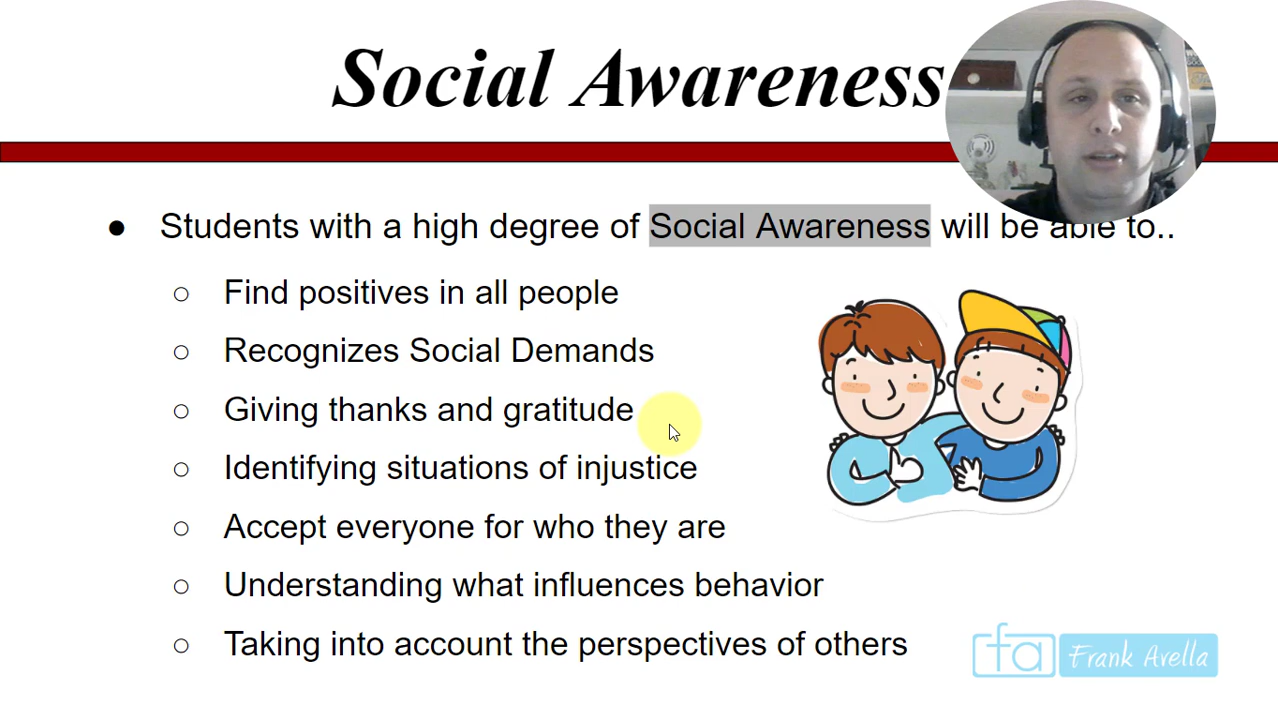 Social Awareness
● Students with a high degree of Social Awareness will be able to..
○ Find positives in all people
○ Recognizes Social Demands
○ Giving thanks and gratitude
○ Identifying situations of injustice
○ Accept everyone for who they are
○ Understanding what influences behavior
○ Taking into account the perspectives of others
fa Frank Avella